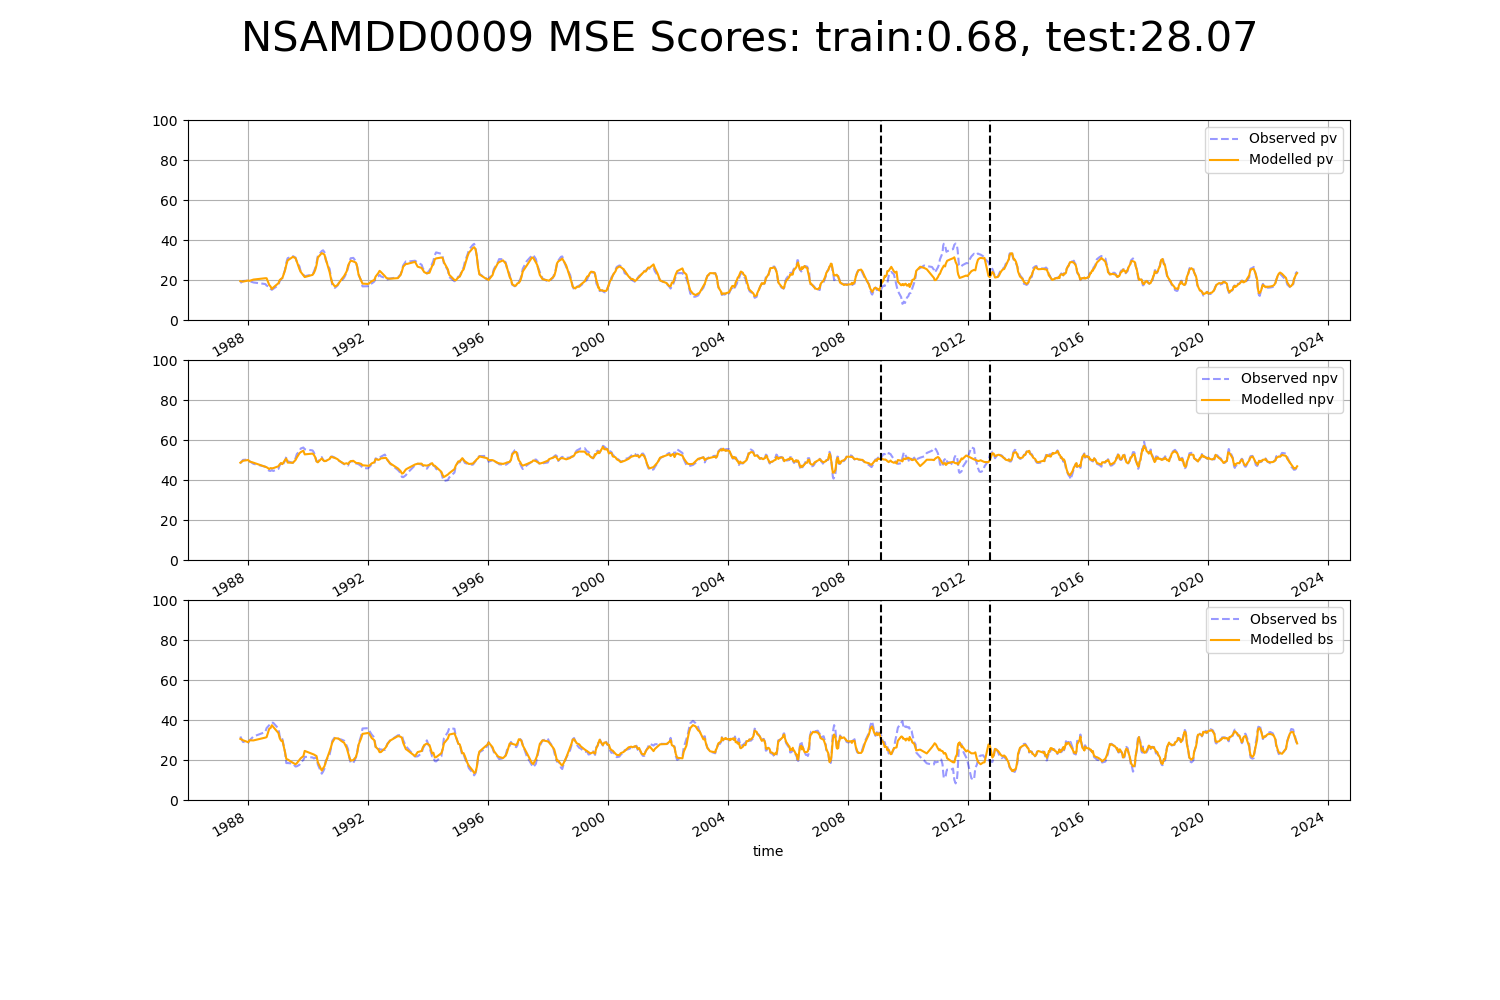 NSAMDD0009 MSE Scores: train:0.68, test:28.07
100
80
60
40
20
0
Observed pv
Modelled pv
1988 1992 1996 2000 2004 2008 2012 2016 2020 2024
100
80
60
40
20
0
Observed npv
Modelled npv
1988 1992 1996 2000 2004 2008 2012 2016 2020 2024
100
80
60
40
20
0
Observed bs
Modelled bs
1988 1992 1996 2000 2004 2008 2012 2016 2020 2024
time